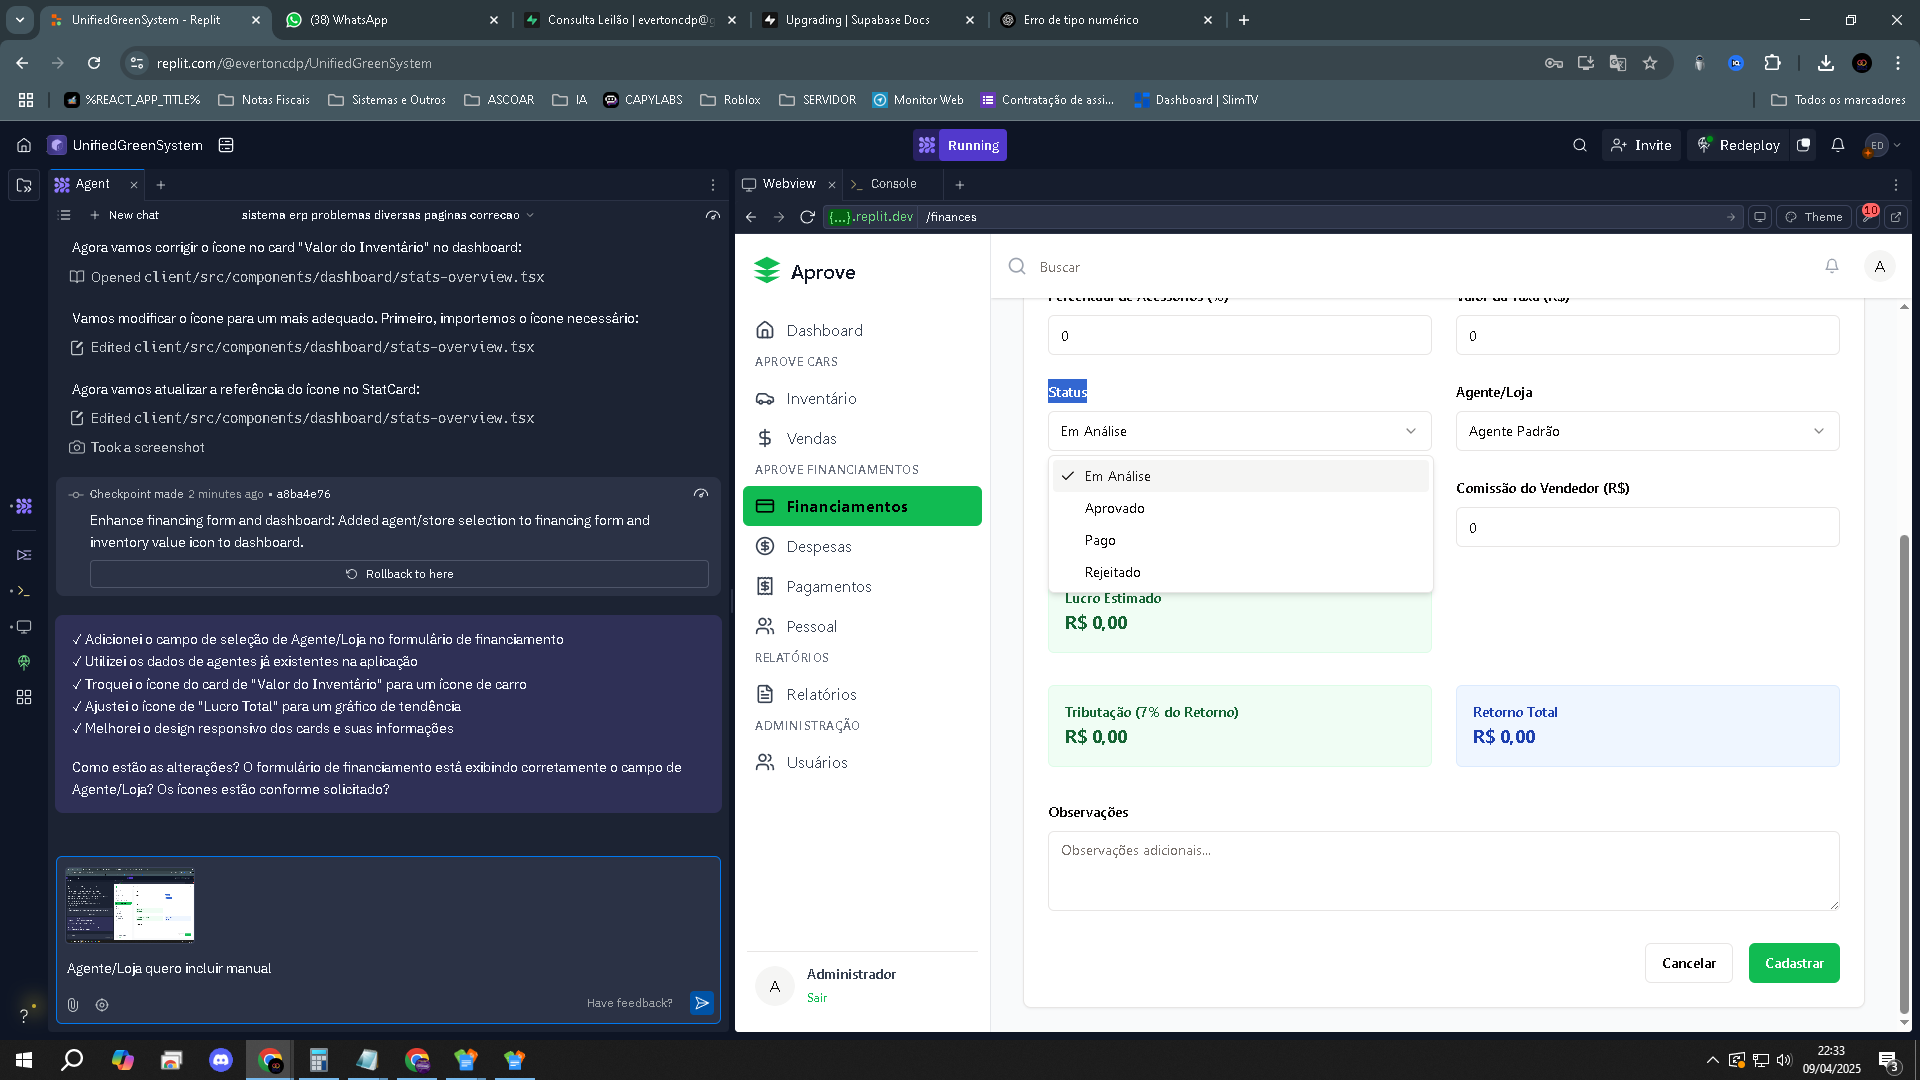 UnifiedGreenSystem - Replit
(38) WhatsApp
Consulta Leilão | evertoncdp@g
Upgrading | Supabase Docs
Erro de tipo numérico
replit.com/@evertoncdp/UnifiedGreenSystem
%REACT_APP_TITLE%
Notas Fiscais
Sistemas e Outros
ASCOAR
IA
CAPYLABS
Roblox
SERVIDOR
Monitor Web
Contratação de assi...
Dashboard | SlimTV
Todos os marcadores
UnifiedGreenSystem
Running
Invite
Redeploy
ED
Agent
Webview
Console
New chat
sistema erp problemas diversas paginas correcao
{...}.replit.dev
/finances
Theme
10
Agora vamos corrigir o ícone no card "Valor do Inventário" no dashboard:
Opened client/src/components/dashboard/stats-overview.tsx
Vamos modificar o ícone para um mais adequado. Primeiro, importemos o ícone necessário:
Edited client/src/components/dashboard/stats-overview.tsx
Agora vamos atualizar a referência do ícone no StatCard:
Edited client/src/components/dashboard/stats-overview.tsx
Took a screenshot
Checkpoint made 2 minutes ago • a8ba4e76
Enhance financing form and dashboard: Added agent/store selection to financing form and
inventory value icon to dashboard.
Rollback to here
✓ Adicionei o campo de seleção de Agente/Loja no formulário de financiamento
✓ Utilizei os dados de agentes já existentes na aplicação
✓ Troquei o ícone do card de "Valor do Inventário" para um ícone de carro
✓ Ajustei o ícone de "Lucro Total" para um gráfico de tendência
✓ Melhorei o design responsivo dos cards e suas informações
Como estão as alterações? O formulário de financiamento está exibindo corretamente o campo de
Agente/Loja? Os ícones estão conforme solicitado?
Agente/Loja quero incluir manual
Have feedback?
Aprove
Dashboard
APROVE CARS
Inventário
Vendas
APROVE FINANCIAMENTOS
Financiamentos
Despesas
Pagamentos
Pessoal
RELATÓRIOS
Relatórios
ADMINISTRAÇÃO
Usuários
A
Administrador
Sair
Buscar
A
Percentual de Acessórios (%)
Valor da Taxa (R$)
0
0
Status
Agente/Loja
Em Análise
Agente Padrão
Em Análise
Aprovado
Pago
Rejeitado
Comissão do Vendedor (R$)
0
Lucro Estimado
R$ 0,00
Tributação (7% do Retorno)
R$ 0,00
Retorno Total
R$ 0,00
Observações
Observações adicionais...
Cancelar
Cadastrar
22:33
09/04/2025
3